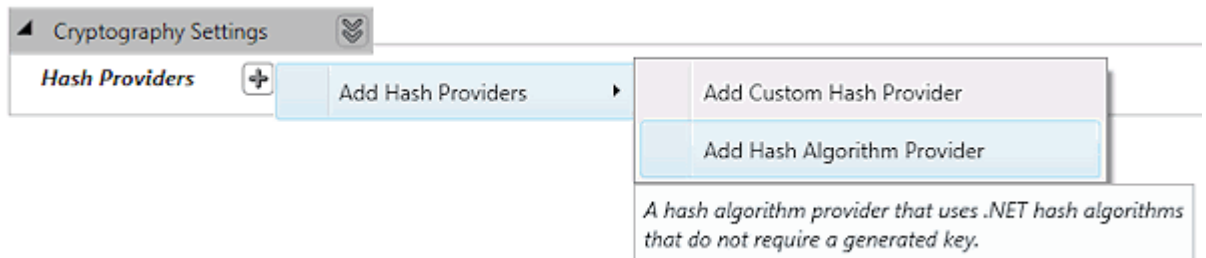 Cryptography Settings
Hash Providers
Add Hash Providers
Add Custom Hash Provider
Add Hash Algorithm Provider
A hash algorithm provider that uses .NET hash algorithms
that do not require a generated key.